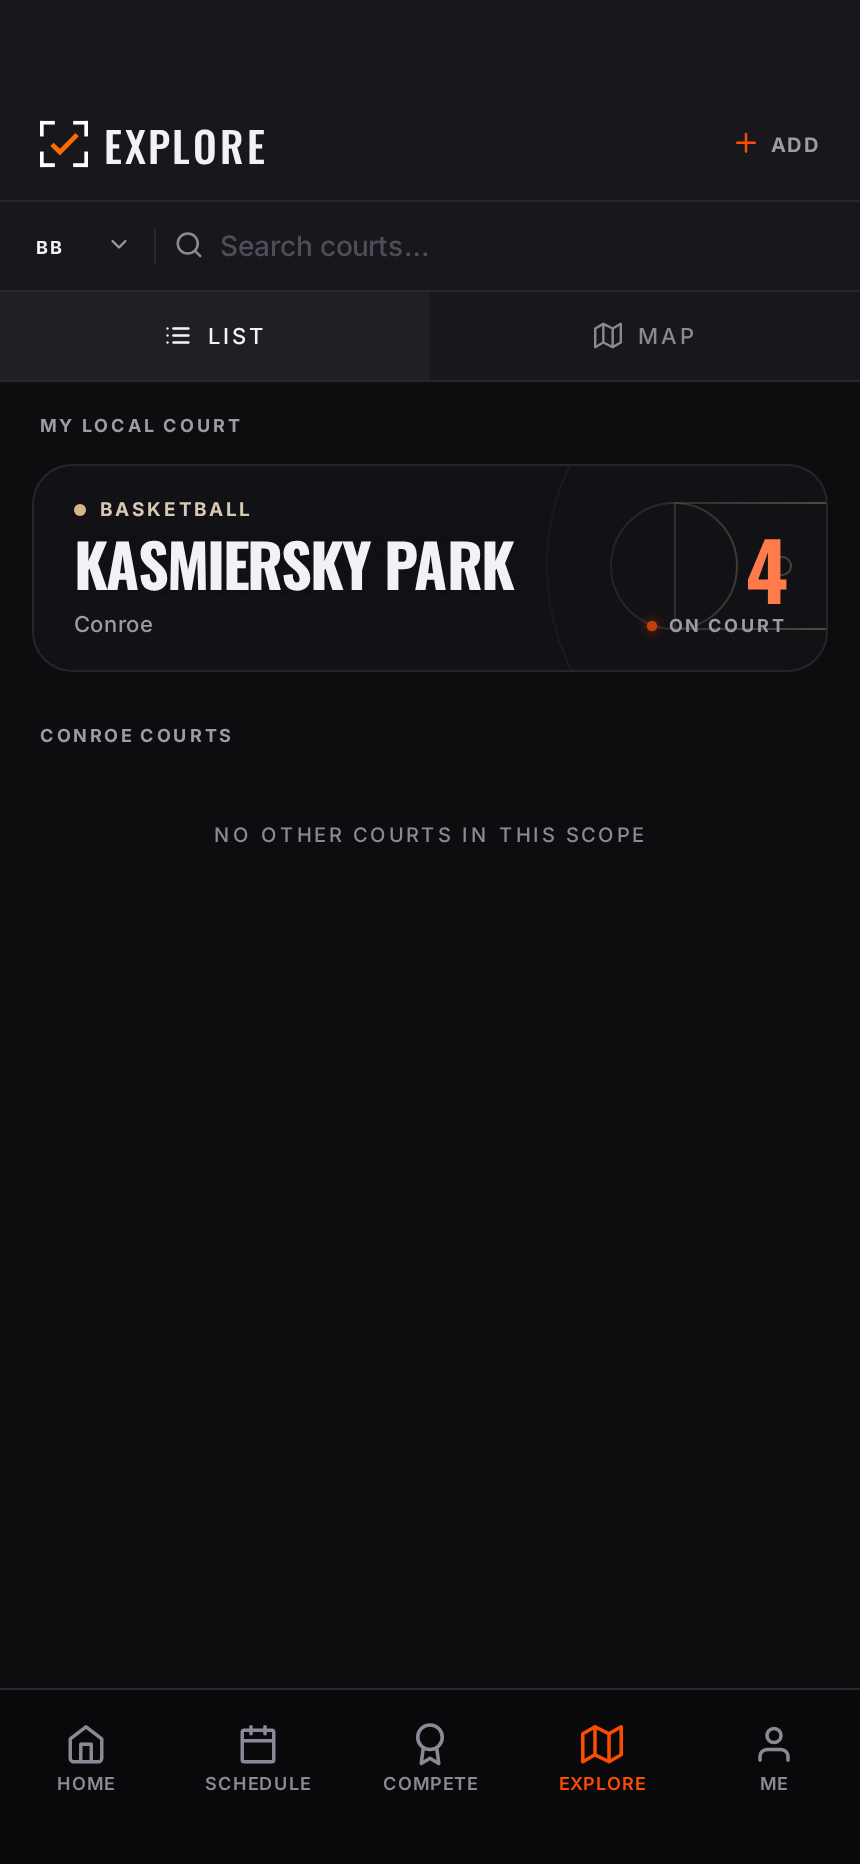 EXPLORE
ADD
BB
Search courts...
LIST
MAP
MY LOCAL COURT
BASKETBALL
KASMIERSKY PARK
4
Conroe
ON COURT
CONROE COURTS
NO OTHER COURTS IN THIS SCOPE
HOME
SCHEDULE
COMPETE
EXPLORE
ME